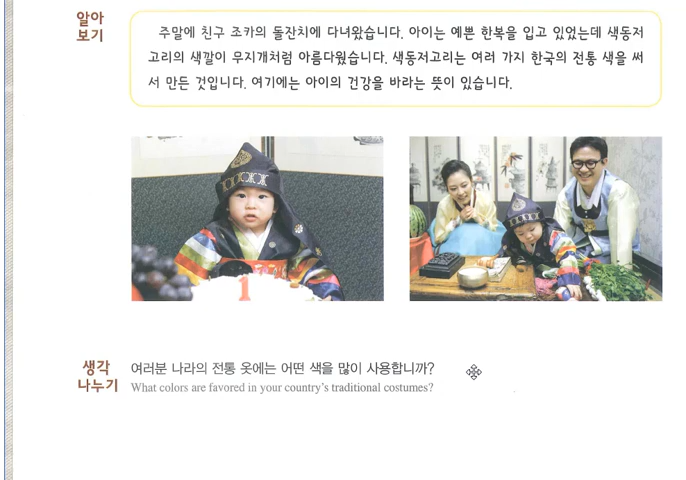 알아
보기
주말에 친구 조카의 돌잔치에 다녀왔습니다. 아이는 예쁜 한복을 입고 있었는데 색동저
고리의 색깔이 무지개처럼 아름다웠습니다. 색동저고리는 여러 가지 한국의 전통 색을 써
서 만든 것입니다. 여기에는 아이의 건강을 바라는 뜻이 있습니다.
1
생각
나누기
여러분 나라의 전통 옷에는 어떤 색을 많이 사용합니까?
What colors are favored in your country's traditional costumes?